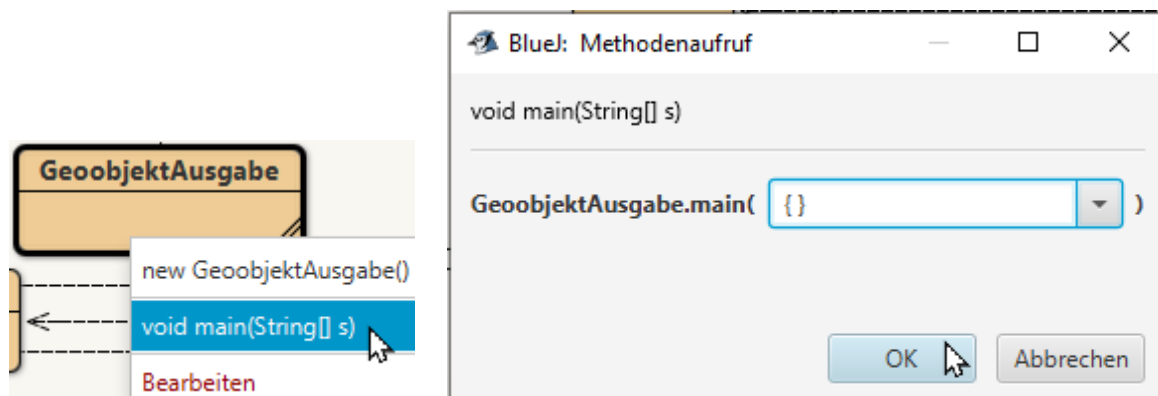 GeoobjektAusgabe
new GeoobjektAusgabe()
void main(String[] s)
Bearbeiten
BlueJ: Methodenaufruf
void main(String[] s)
GeoobjektAusgabe.main( { } )
OK Abbrechen